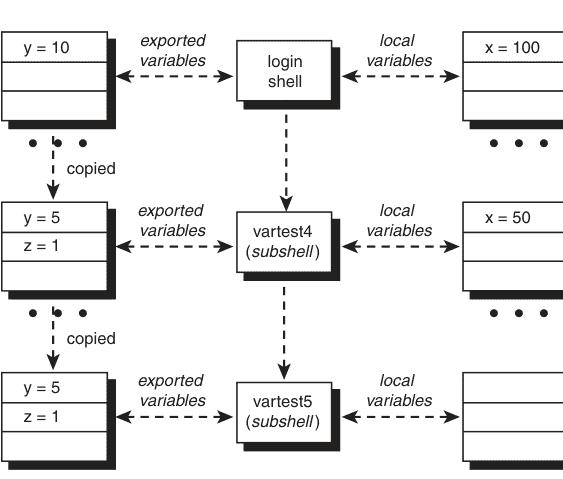 y = 10
exported
variables
login
shell
local
variables
x = 100
copied
y = 5
z = 1
exported
variables
vartest4
(subshell)
local
variables
x = 50
copied
y = 5
z = 1
exported
variables
vartest5
(subshell)
local
variables